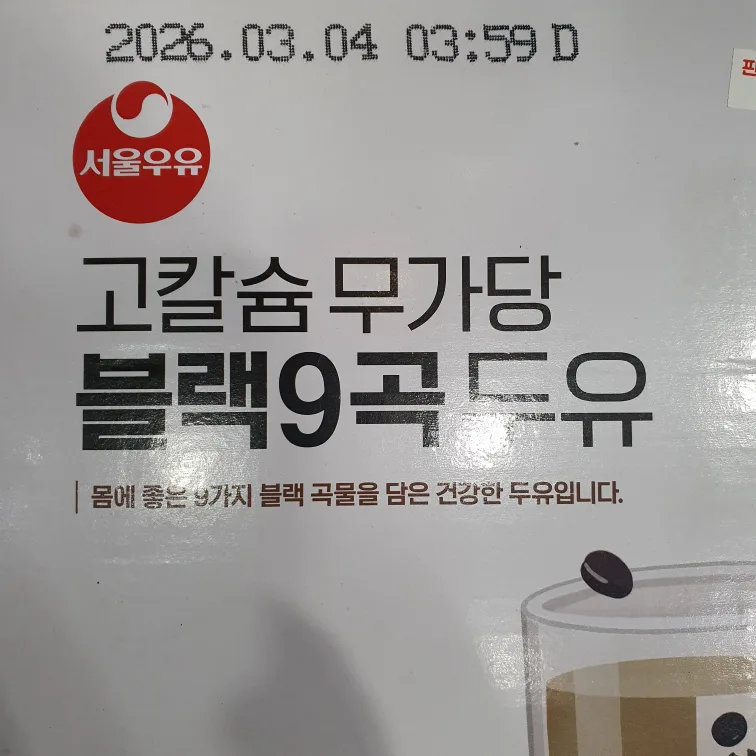 2026.03.04 03:59 D
판
서울우유
고칼슘 무가당
블랙9곡 두유
몸에 좋은 9가지 블랙 곡물을 담은 건강한 두유입니다.